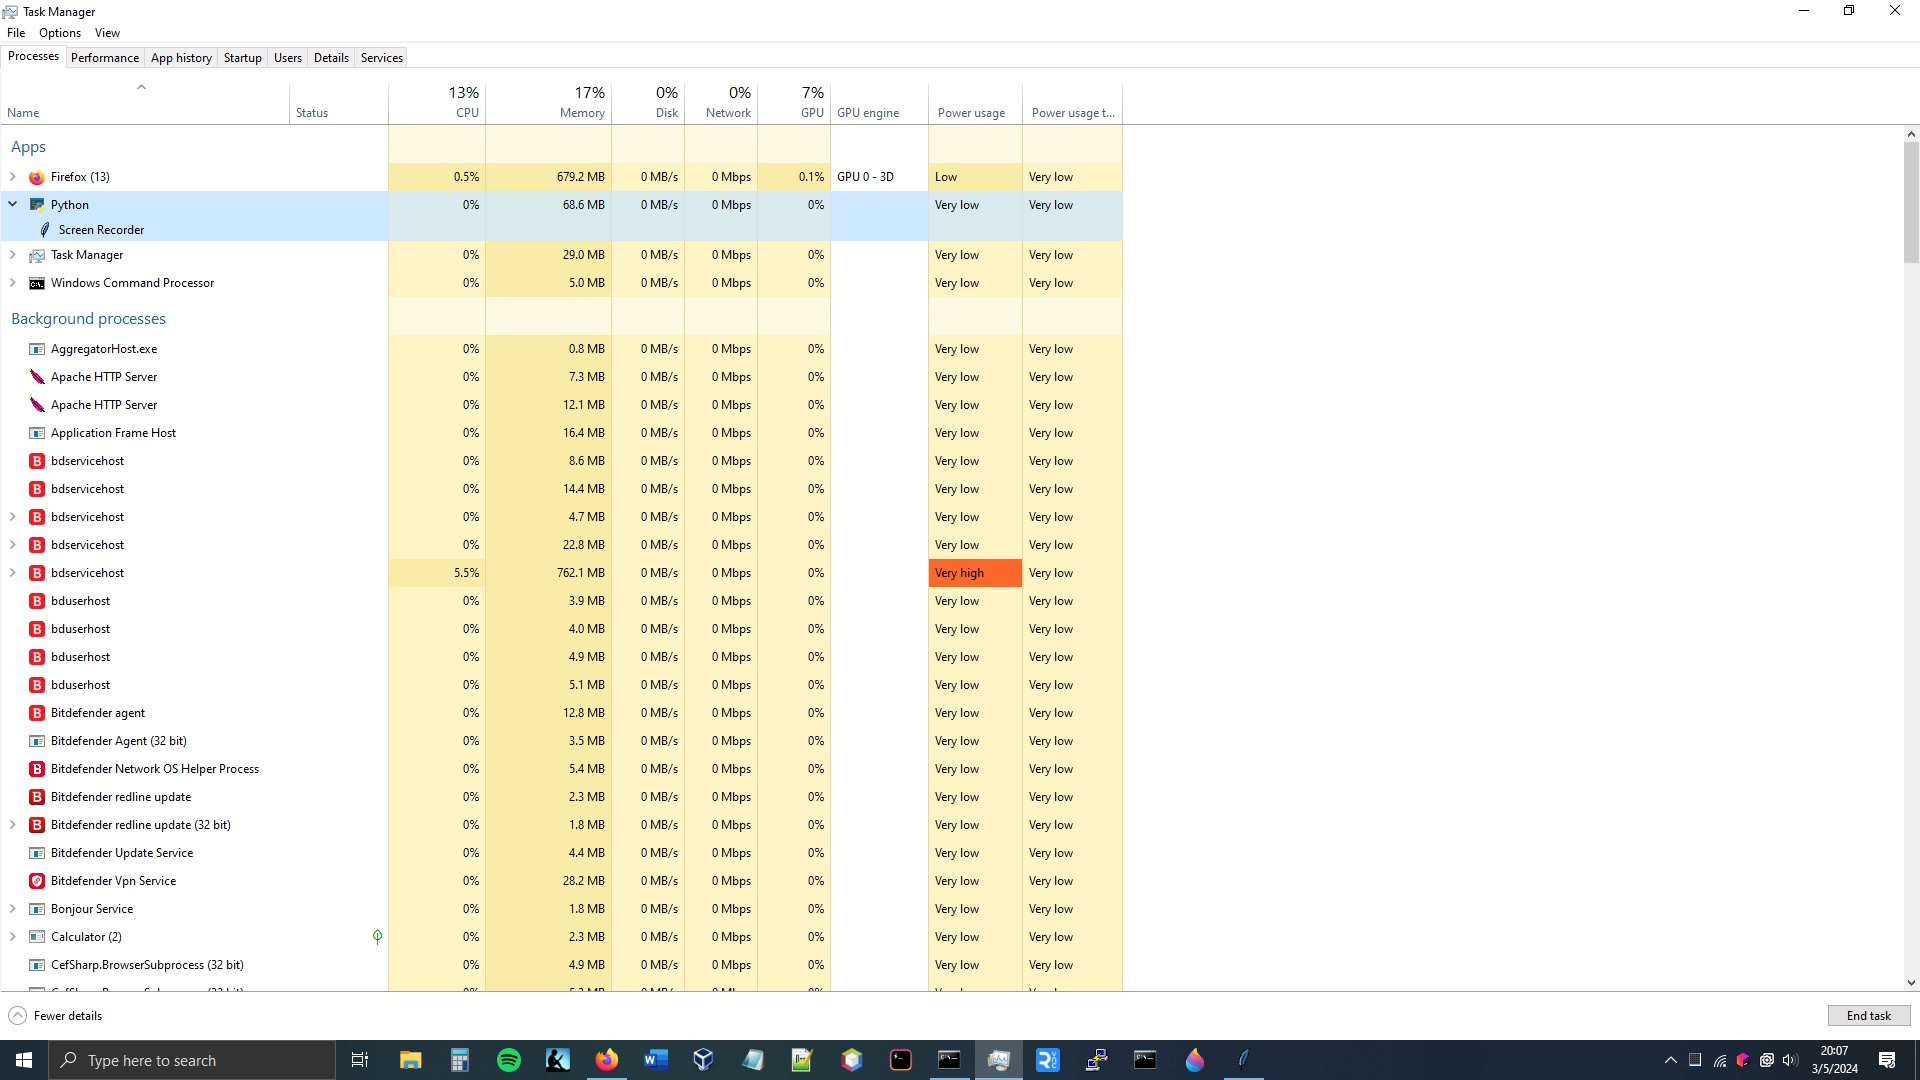 Task Manager
File Options View
Processes Performance App history Startup Users Details Services
13% 17% 0% 0% 7%
Name Status CPU Memory Disk Network GPU GPU engine Power usage Power usage t...
Apps
Firefox (13) 0.5% 679.2 MB 0 MB/s 0 Mbps 0.1% GPU 0 - 3D Low Very low
Python 0% 68.6 MB 0 MB/s 0 Mbps 0% Very low Very low
Screen Recorder
Task Manager 0% 29.0 MB 0 MB/s 0 Mbps 0% Very low Very low
Windows Command Processor 0% 5.0 MB 0 MB/s 0 Mbps 0% Very low Very low
Background processes
AggregatorHost.exe 0% 0.8 MB 0 MB/s 0 Mbps 0% Very low Very low
Apache HTTP Server 0% 7.3 MB 0 MB/s 0 Mbps 0% Very low Very low
Apache HTTP Server 0% 12.1 MB 0 MB/s 0 Mbps 0% Very low Very low
Application Frame Host 0% 16.4 MB 0 MB/s 0 Mbps 0% Very low Very low
bdservicehost 0% 8.6 MB 0 MB/s 0 Mbps 0% Very low Very low
bdservicehost 0% 14.4 MB 0 MB/s 0 Mbps 0% Very low Very low
bdservicehost 0% 4.7 MB 0 MB/s 0 Mbps 0% Very low Very low
bdservicehost 0% 22.8 MB 0 MB/s 0 Mbps 0% Very low Very low
bdservicehost 5.5% 762.1 MB 0 MB/s 0 Mbps 0% Very high Very low
bduserhost 0% 3.9 MB 0 MB/s 0 Mbps 0% Very low Very low
bduserhost 0% 4.0 MB 0 MB/s 0 Mbps 0% Very low Very low
bduserhost 0% 4.9 MB 0 MB/s 0 Mbps 0% Very low Very low
bduserhost 0% 5.1 MB 0 MB/s 0 Mbps 0% Very low Very low
Bitdefender agent 0% 12.8 MB 0 MB/s 0 Mbps 0% Very low Very low
Bitdefender Agent (32 bit) 0% 3.5 MB 0 MB/s 0 Mbps 0% Very low Very low
Bitdefender Network OS Helper Process 0% 5.4 MB 0 MB/s 0 Mbps 0% Very low Very low
Bitdefender redline update 0% 2.3 MB 0 MB/s 0 Mbps 0% Very low Very low
Bitdefender redline update (32 bit) 0% 1.8 MB 0 MB/s 0 Mbps 0% Very low Very low
Bitdefender Update Service 0% 4.4 MB 0 MB/s 0 Mbps 0% Very low Very low
Bitdefender Vpn Service 0% 28.2 MB 0 MB/s 0 Mbps 0% Very low Very low
Bonjour Service 0% 1.8 MB 0 MB/s 0 Mbps 0% Very low Very low
Calculator (2) 0% 2.3 MB 0 MB/s 0 Mbps 0% Very low Very low
CefSharp.BrowserSubprocess (32 bit) 0% 4.9 MB 0 MB/s 0 Mbps 0% Very low Very low
Fewer details End task
Type here to search
20:07
3/5/2024